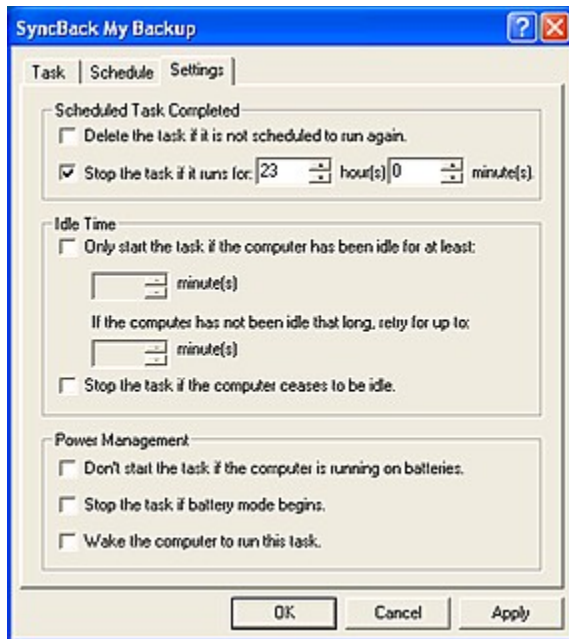 SyncBack My Backup
Task Schedule Settings
Scheduled Task Completed
Delete the task if it is not scheduled to run again.
Stop the task if it runs for: 23 hour(s) 0 minute(s).
Idle Time
Only start the task if the computer has been idle for at least:
minute(s)
If the computer has not been idle that long, retry for up to:
minute(s)
Stop the task if the computer ceases to be idle.
Power Management
Don't start the task if the computer is running on batteries.
Stop the task if battery mode begins.
Wake the computer to run this task.
OK Cancel Apply